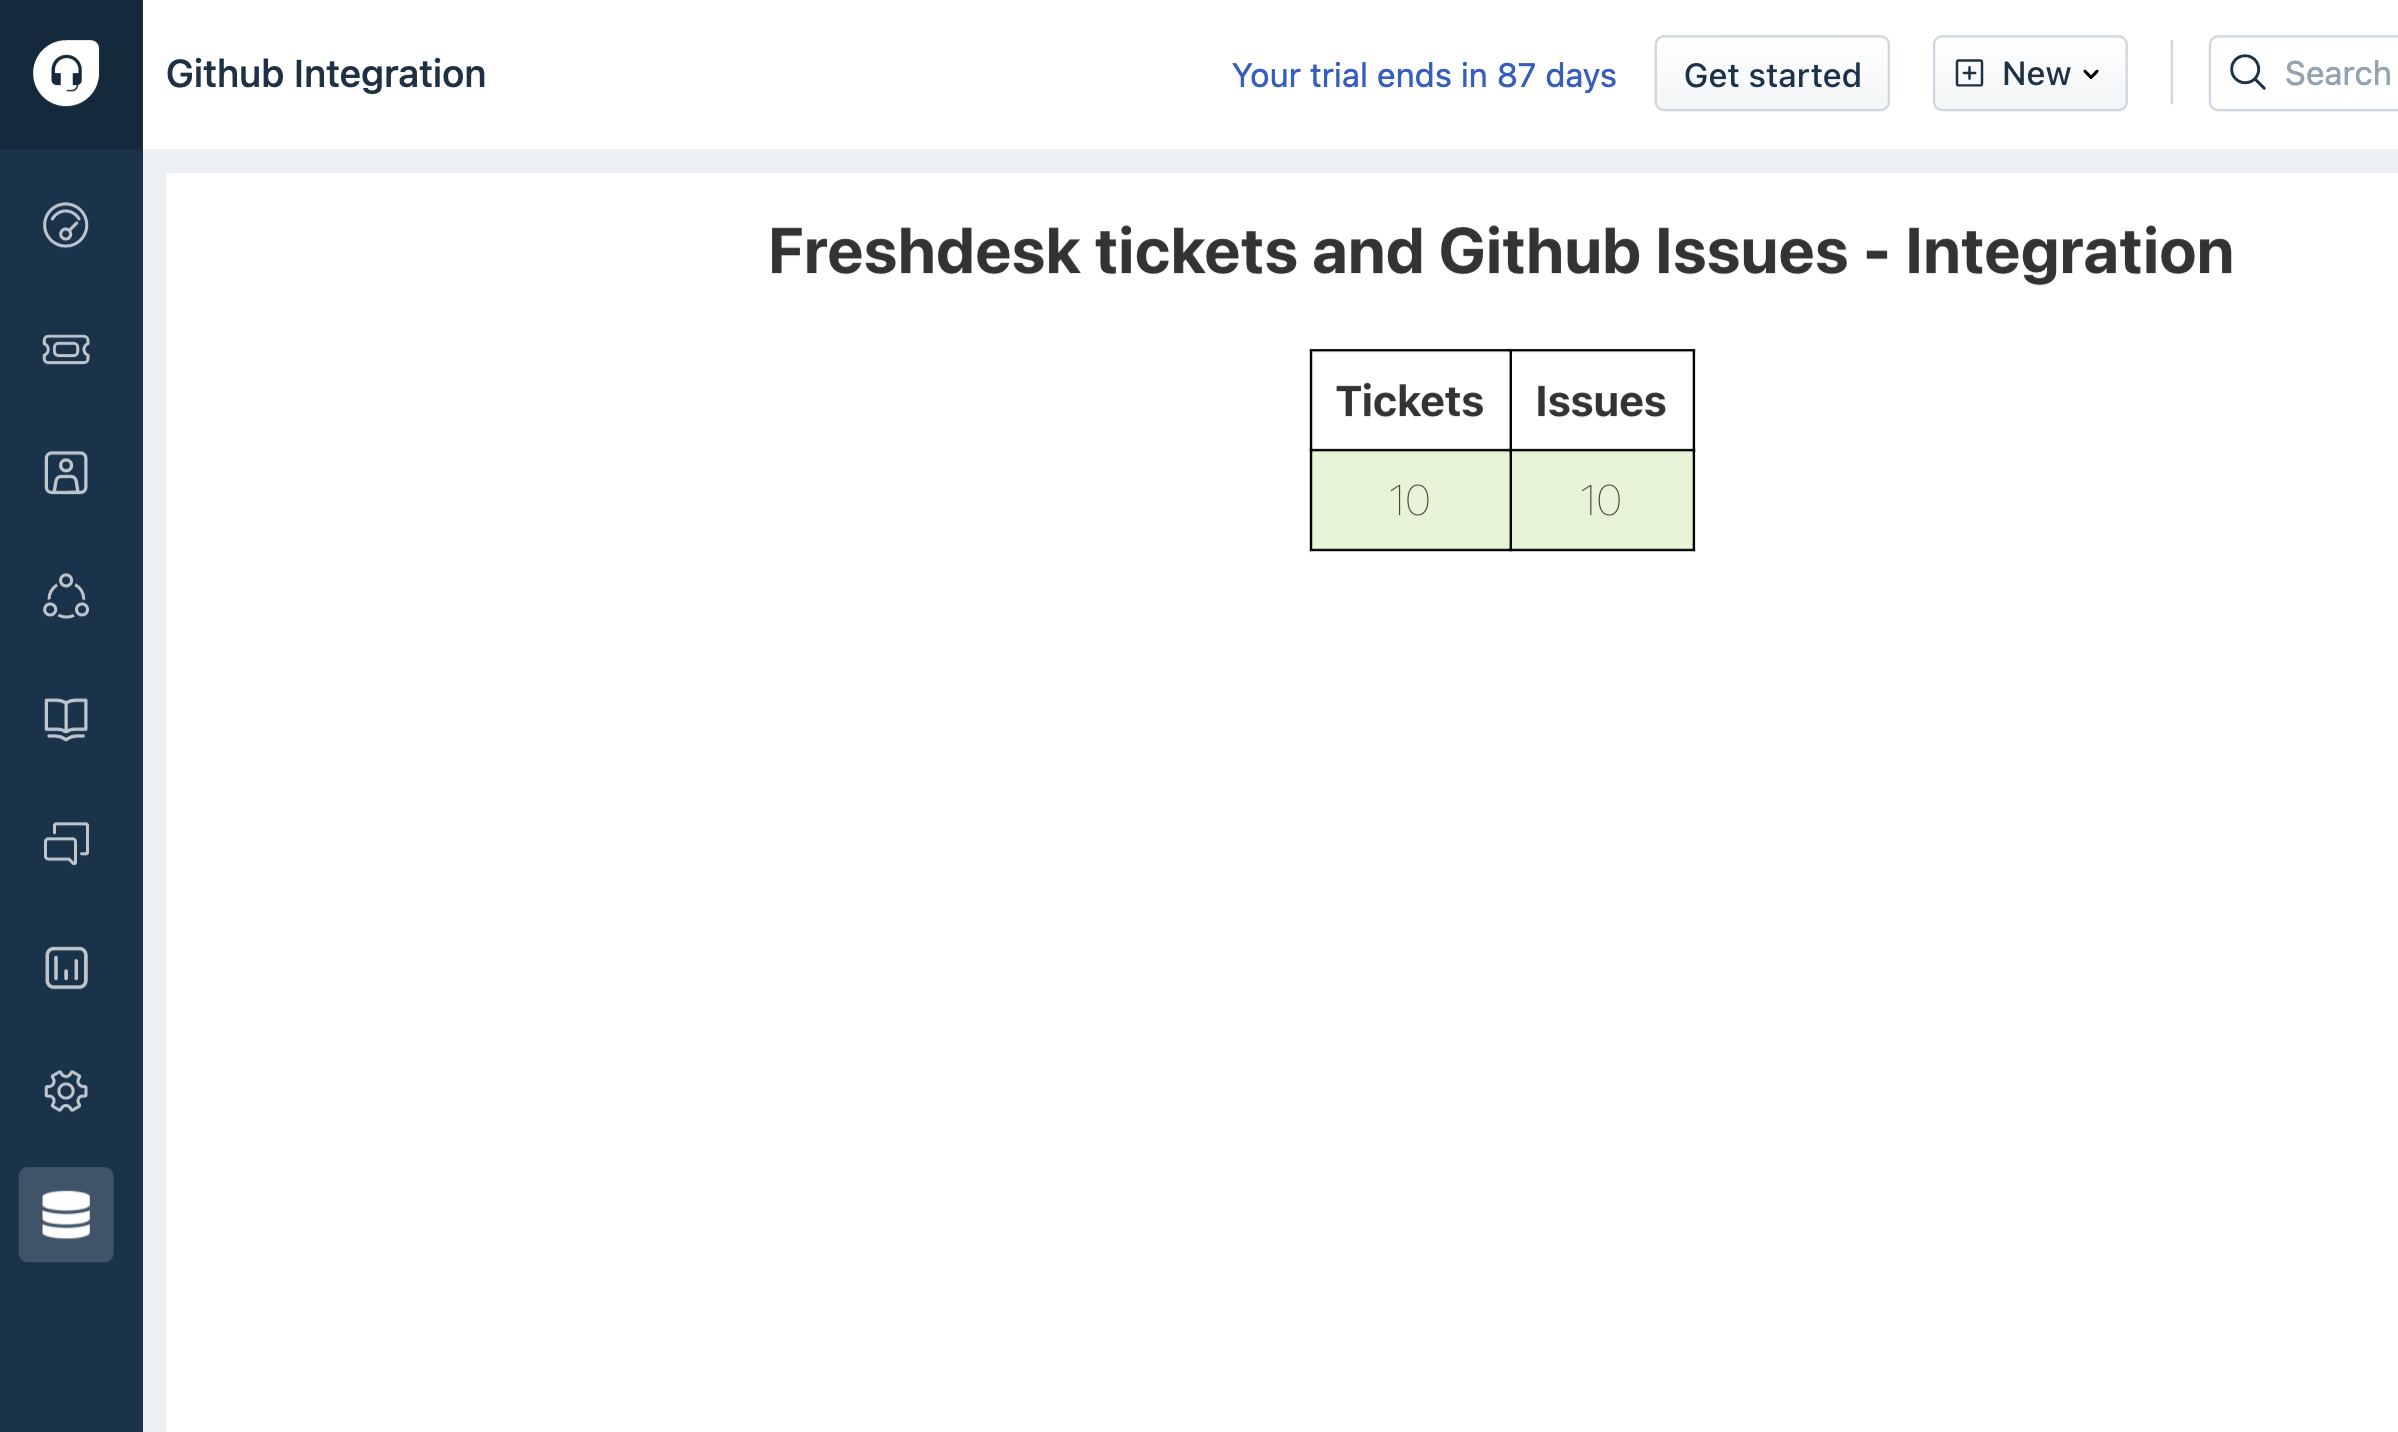 Github Integration
Your trial ends in 87 days
Get started
New
Search
Freshdesk tickets and Github Issues - Integration
Tickets Issues
10 10